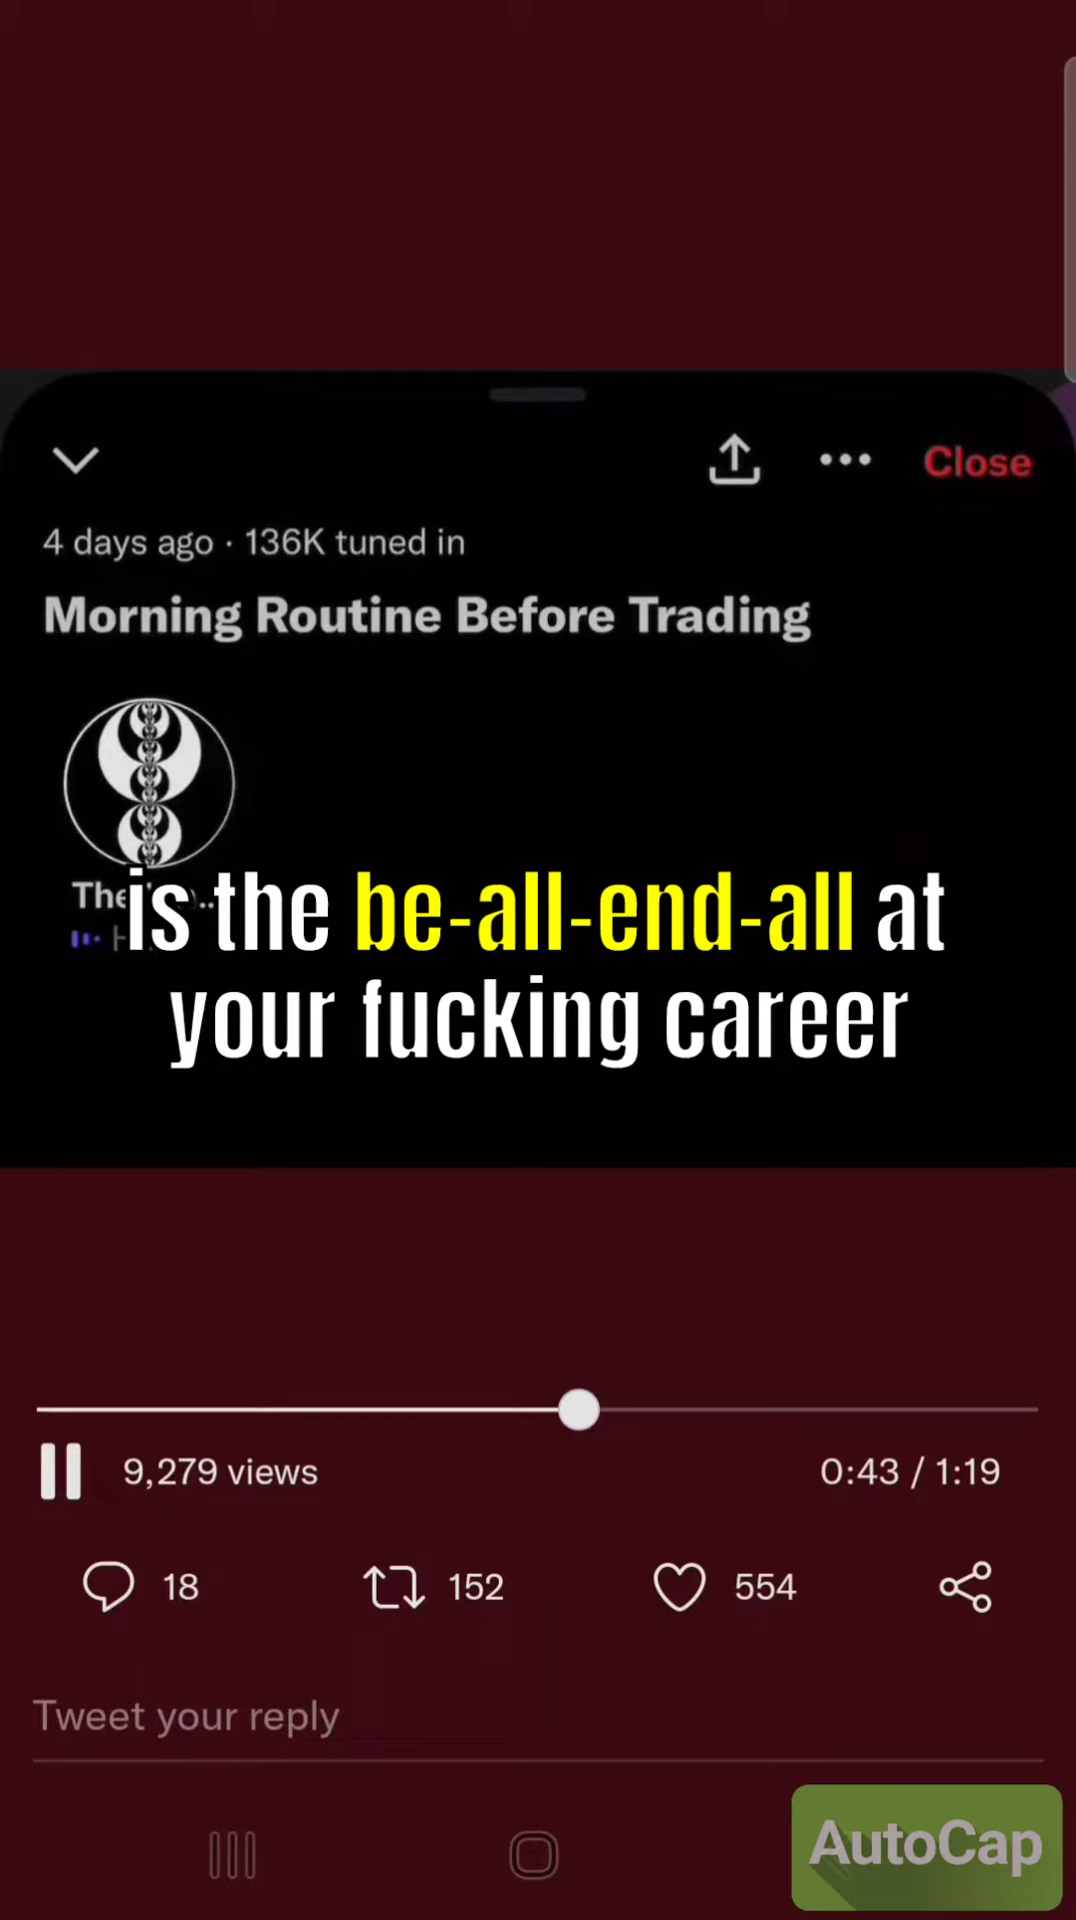 Close
4 days ago · 136K tuned in
Morning Routine Before Trading
is the be-all-end-all at
your fucking career
9,279 views
0:43 / 1:19
18
152
554
Tweet your reply
AutoCap